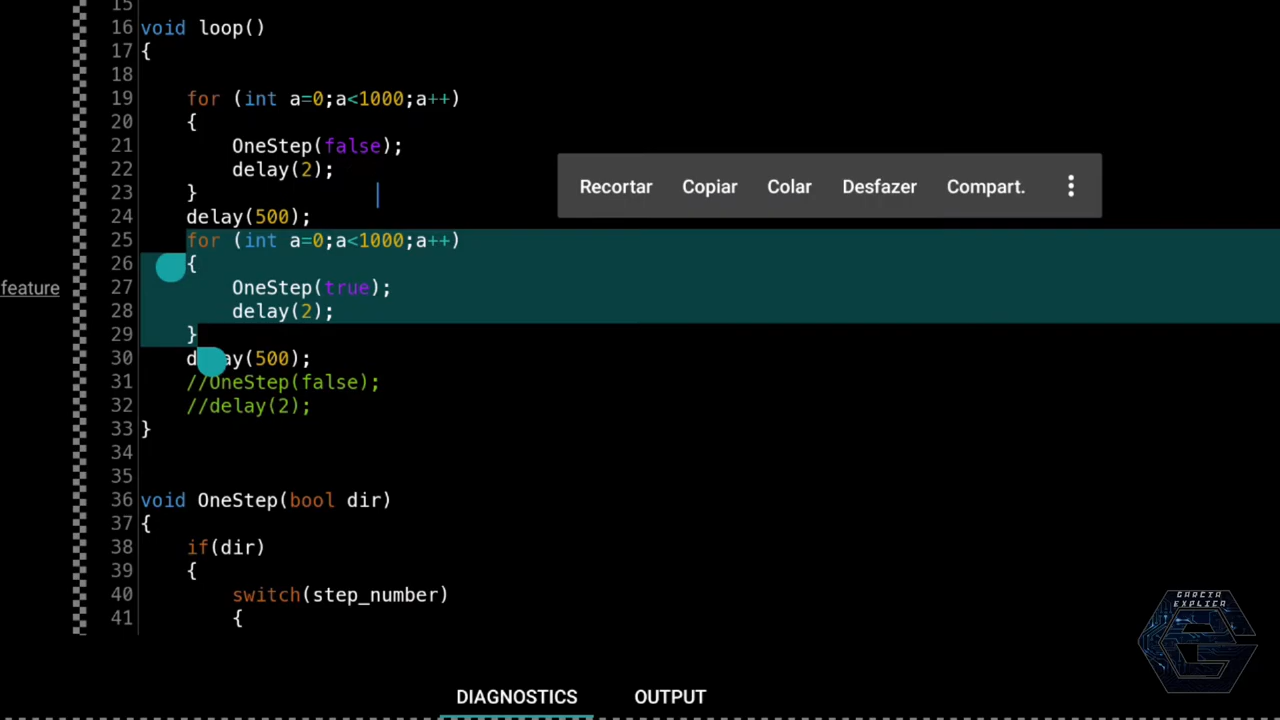 15
16 void loop()
17 {
18
19 for (int a=0;a<1000;a++)
20 {
21 OneStep(false);
22 delay(2);
23 }
24 delay(500);
25 for (int a=0;a<1000;a++)
26 {
27 OneStep(true);
28 delay(2);
29 }
30 delay(500);
31 //OneStep(false);
32 //delay(2);
33 }
34
35
36 void OneStep(bool dir)
37 {
38 if(dir)
39 {
40 switch(step_number)
41 {
Recortar Copiar Colar Desfazer Compart.
feature
GARCIA
EXPLICA
DIAGNOSTICS OUTPUT